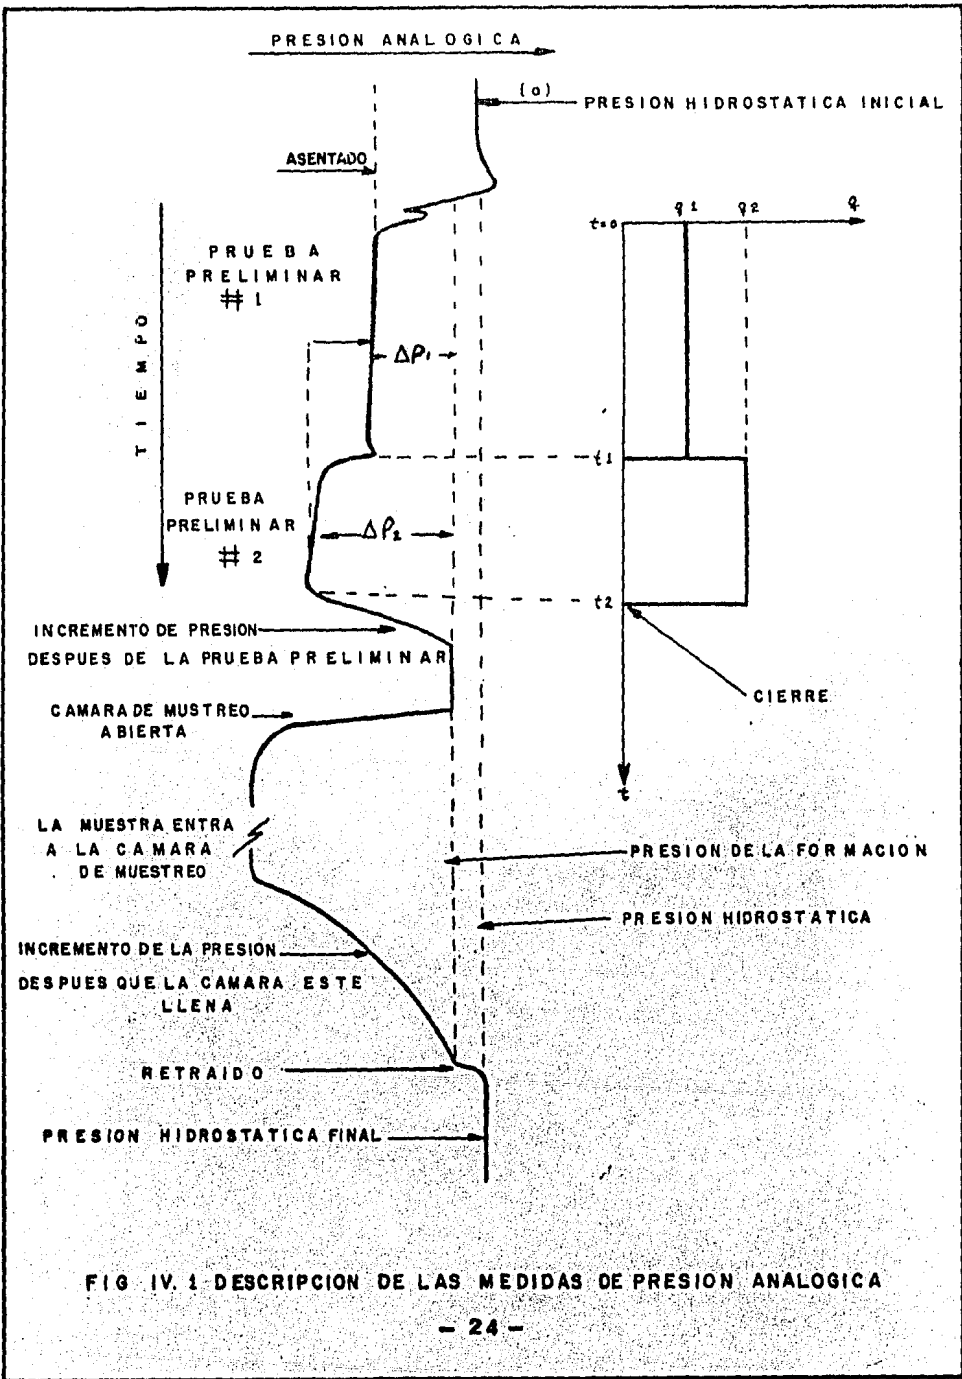 PRESION ANALOGICA
(a)
PRESION HIDROSTATICA INICIAL
ASENTADO
PRUEBA
PRELIMINAR
# 1
TIEMPO
ΔP1
t=0
q1
q2
q
t1
PRUEBA
PRELIMINAR
# 2
ΔP2
t2
INCREMENTO DE PRESION
DESPUES DE LA PRUEBA PRELIMINAR
CIERRE
CAMARA DE MUSTREO
ABIERTA
t
LA MUESTRA ENTRA
A LA CAMARA
DE MUESTREO
PRESION DE LA FORMACION
PRESION HIDROSTATICA
INCREMENTO DE LA PRESION
DESPUES QUE LA CAMARA ESTE
LLENA
RETRAIDO
PRESION HIDROSTATICA FINAL
FIG IV. 1 DESCRIPCION DE LAS MEDIDAS DE PRESION ANALOGICA
- 24 -